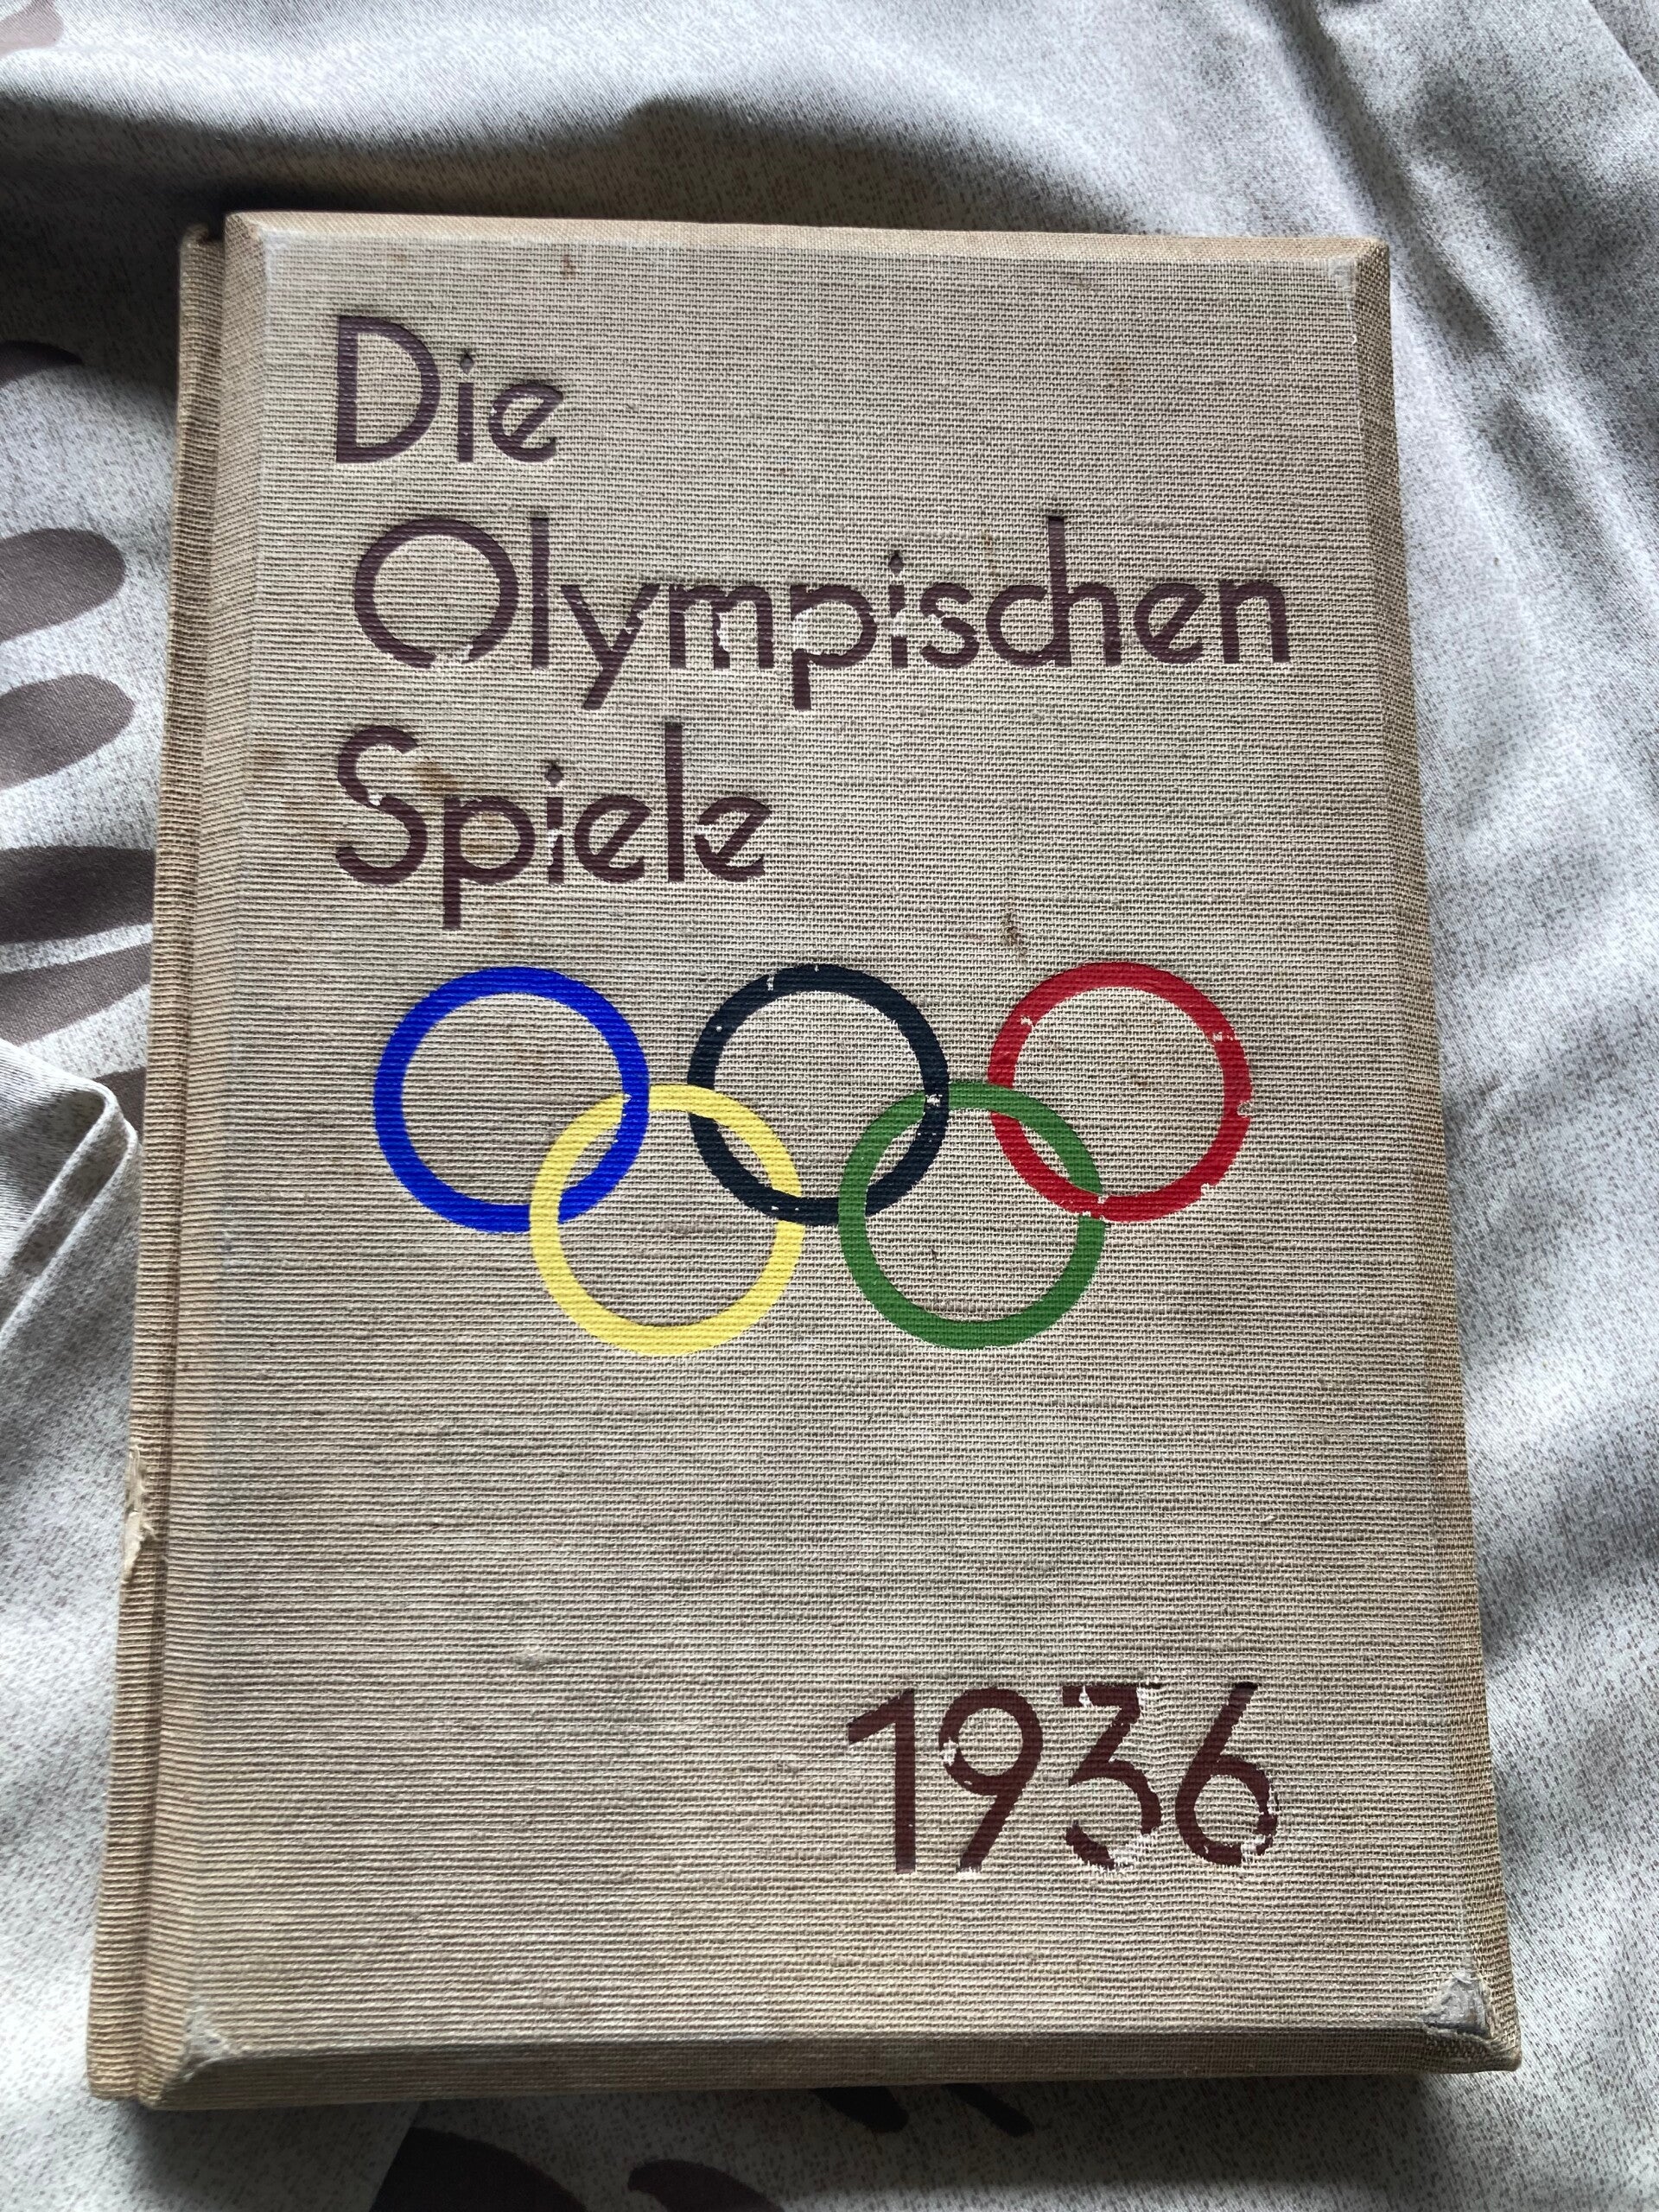 Die
Olympischen
Spiele
1936